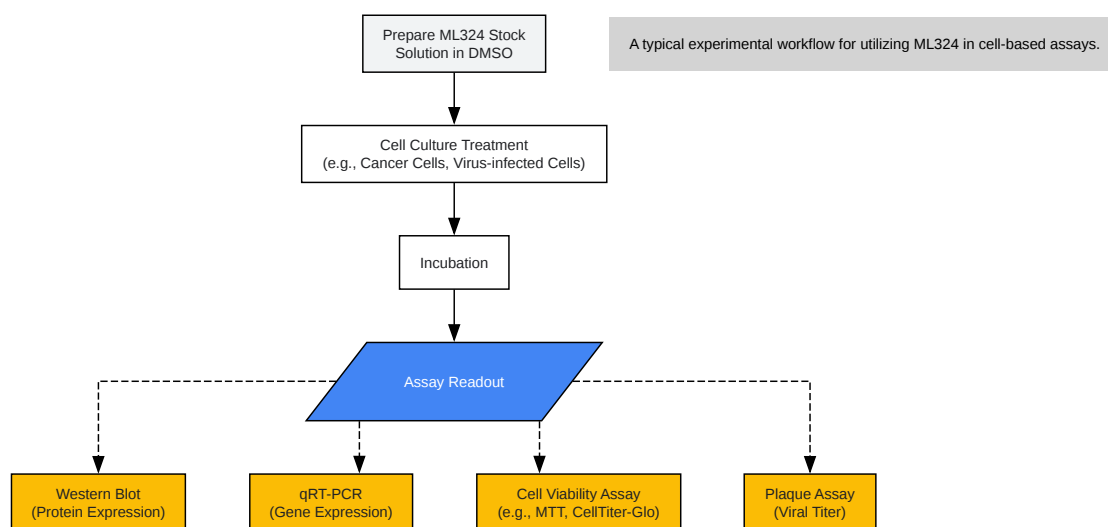 Prepare ML324 Stock
Solution in DMSO
A typical experimental workflow for utilizing ML324 in cell-based assays.
Cell Culture Treatment
(e.g., Cancer Cells, Virus-infected Cells)
Incubation
Assay Readout
Western Blot
(Protein Expression)
qRT-PCR
(Gene Expression)
Cell Viability Assay
(e.g., MTT, CellTiter-Glo)
Plaque Assay
(Viral Titer)